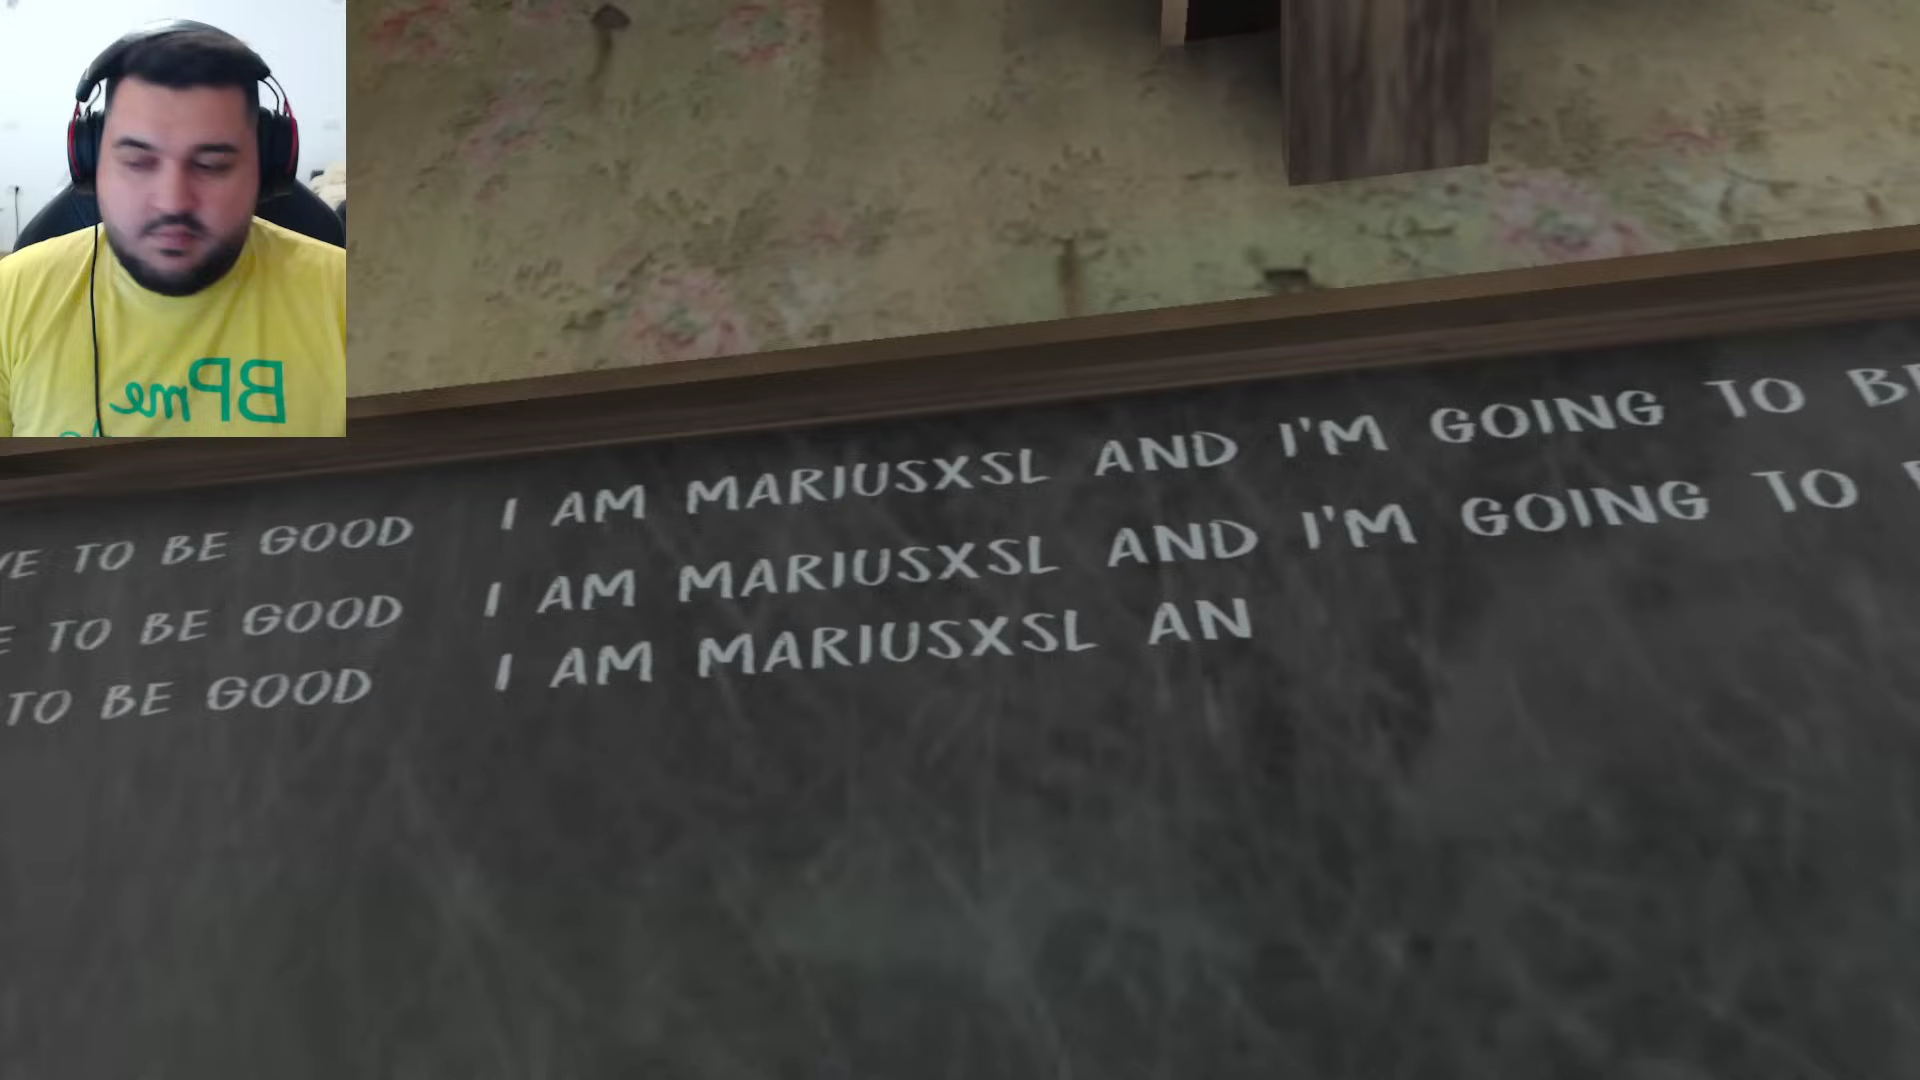 BPme
TO BE GOOD I AM MARIUSXSL AND I'M GOING TO
TO BE GOOD I AM MARIUSXSL AND I'M GOING TO
TO BE GOOD I AM MARIUSXSL AN